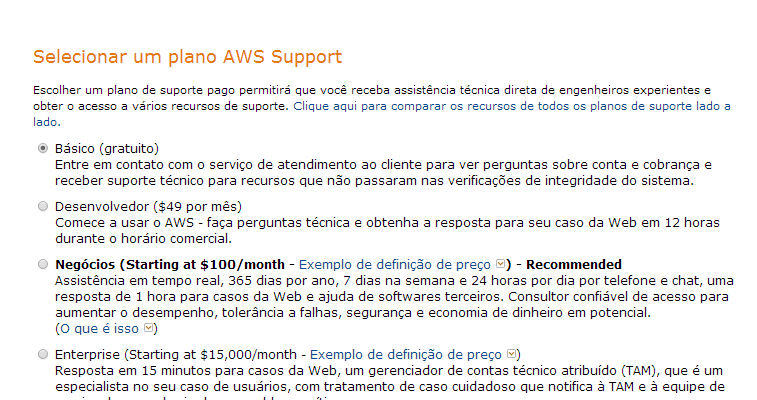 Selecionar um plano AWS Support
Escolher um plano de suporte pago permitirá que você receba assistência técnica direta de engenheiros experientes e
obter o acesso a vários recursos de suporte. Clique aqui para comparar os recursos de todos os planos de suporte lado a
lado.
Básico (gratuito)
Entre em contato com o serviço de atendimento ao cliente para ver perguntas sobre conta e cobrança e
receber suporte técnico para recursos que não passaram nas verificações de integridade do sistema.
Desenvolvedor ($49 por mês)
Comece a usar o AWS - faça perguntas técnica e obtenha a resposta para seu caso da Web em 12 horas
durante o horário comercial.
Negócios (Starting at $100/month - Exemplo de definição de preço ) - Recommended
Assistência em tempo real, 365 dias por ano, 7 dias na semana e 24 horas por dia por telefone e chat, uma
resposta de 1 hora para casos da Web e ajuda de softwares terceiros. Consultor confiável de acesso para
aumentar o desempenho, tolerância a falhas, segurança e economia de dinheiro em potencial.
(O que é isso )
Enterprise (Starting at $15,000/month - Exemplo de definição de preço )
Resposta em 15 minutos para casos da Web, um gerenciador de contas técnico atribuído (TAM), que é um
especialista no seu caso de usuários, com tratamento de caso cuidadoso que notifica à TAM e à equipe de